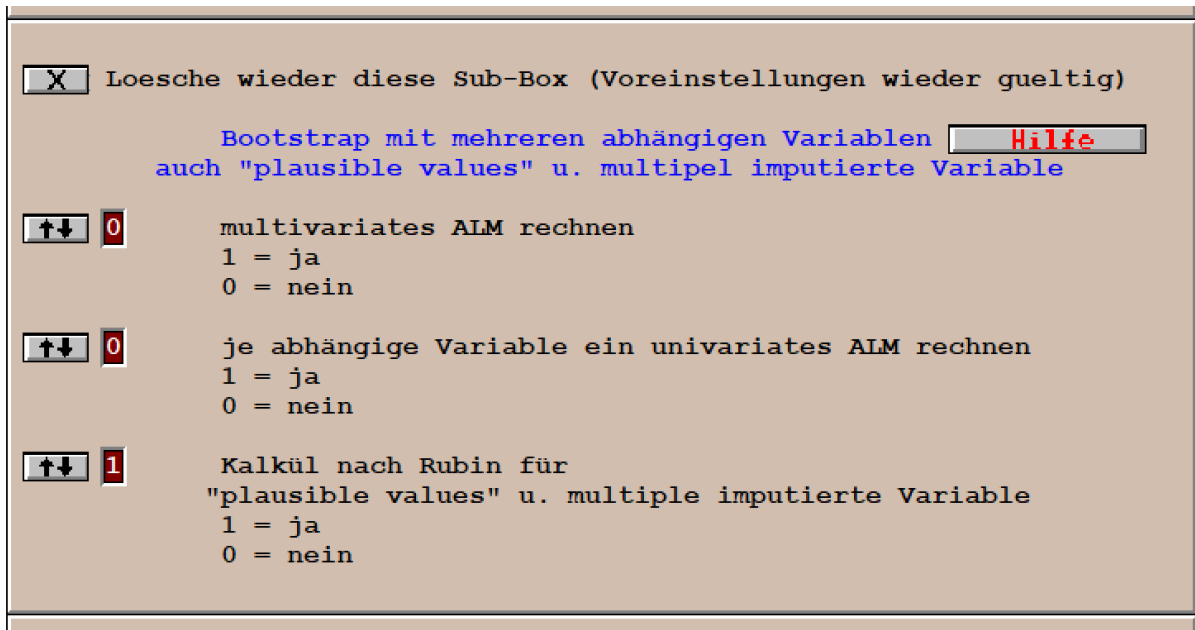 X Loesche wieder diese Sub-Box (Voreinstellungen wieder gueltig)
Bootstrap mit mehreren abhängigen Variablen Hilfe
auch "plausible values" u. multipel imputierte Variable
0 multivariates ALM rechnen
1 = ja
0 = nein
0 je abhängige Variable ein univariates ALM rechnen
1 = ja
0 = nein
1 Kalkül nach Rubin für
"plausible values" u. multiple imputierte Variable
1 = ja
0 = nein